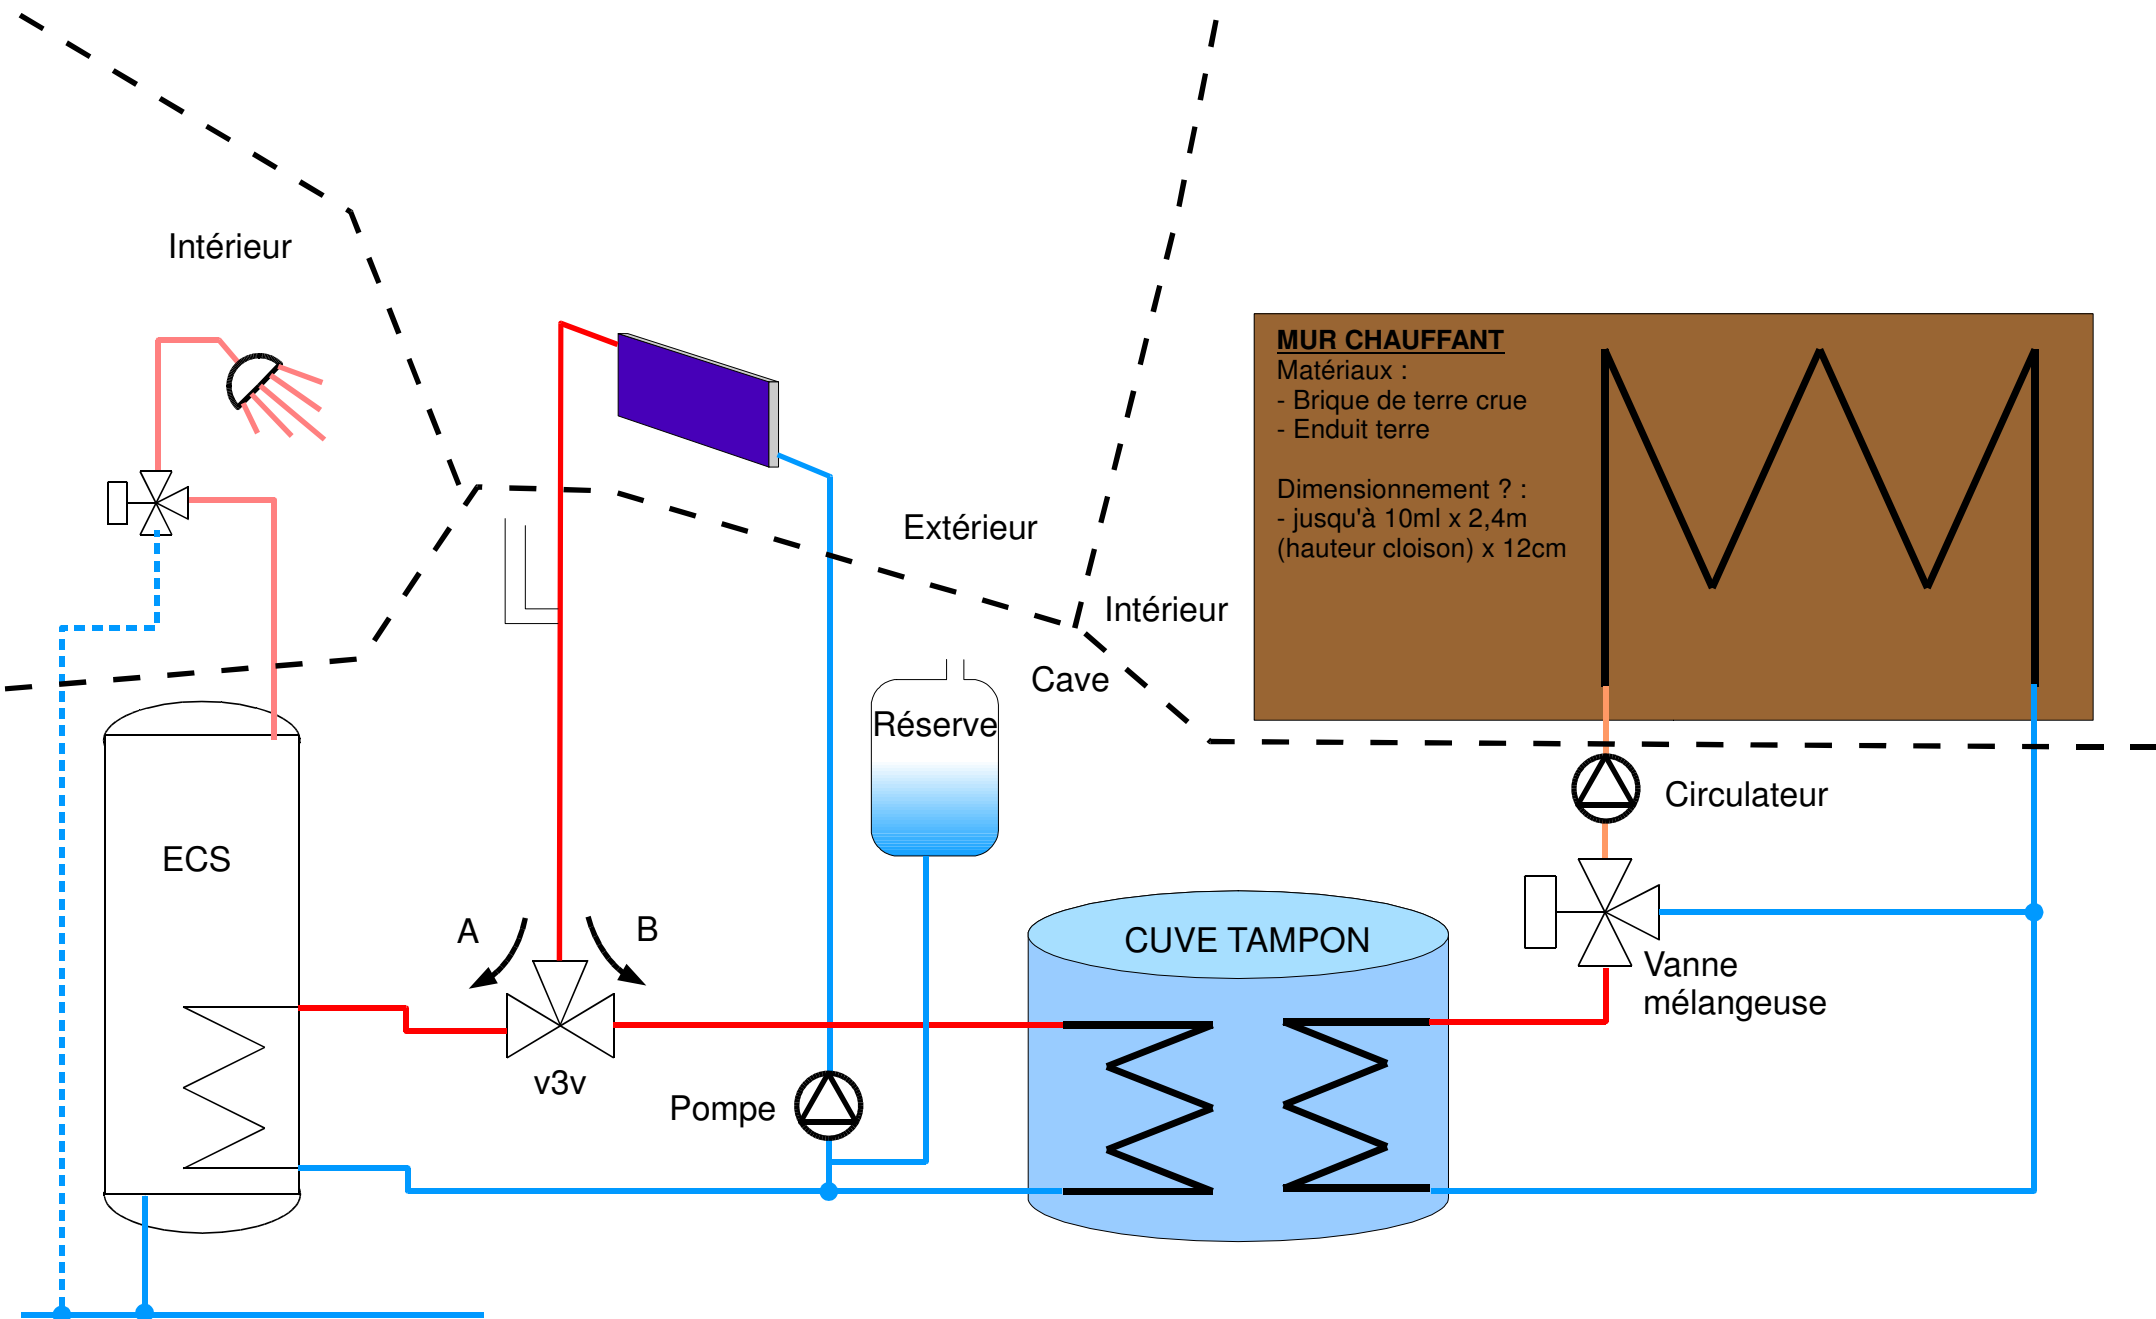 Intérieur
MUR CHAUFFANT
Matériaux :
- Brique de terre crue
- Enduit terre
Dimensionnement ? :
- jusqu'à 10ml x 2,4m
(hauteur cloison) x 12cm
Extérieur
Intérieur
Cave
Réserve
Circulateur
ECS
A
B
CUVE TAMPON
Vanne
mélangeuse
v3v
Pompe